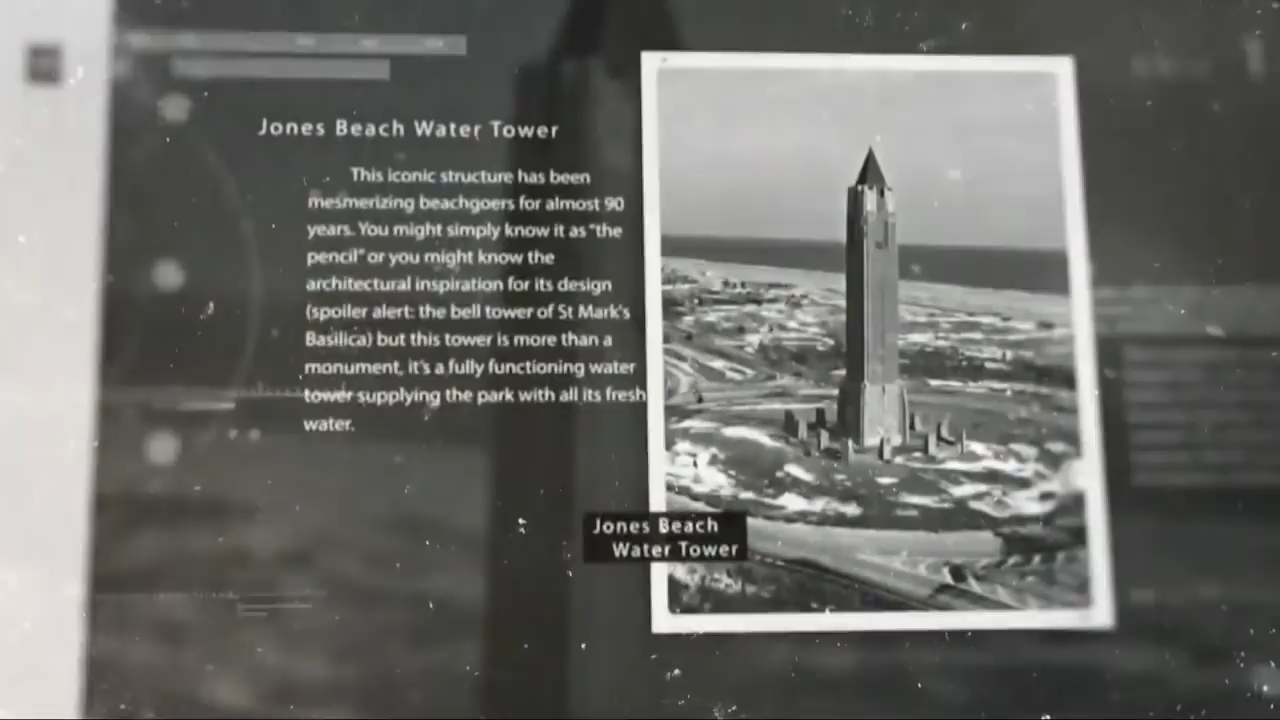 Jones Beach Water Tower
This iconic structure has been
mesmerizing beachgoers for almost 90
years. You might simply know it as "the
pencil" or you might know the
architectural inspiration for its design
(spoiler alert: the bell tower of St Mark's
Basilica) but this tower is more than a
monument, it's a fully functioning water
tower supplying the park with all its fresh
water.
Jones Beach
Water Tower